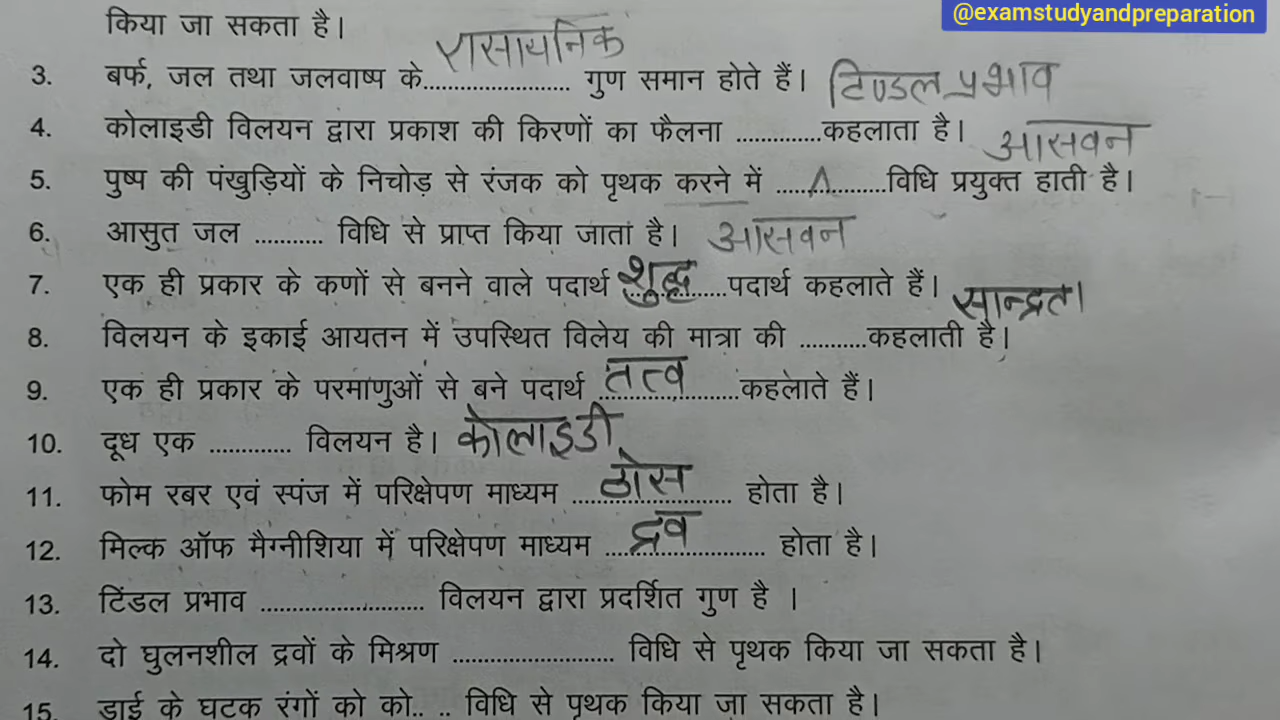 @examstudyandpreparation
किया जा सकता है।
रासायनिक
3. बर्फ, जल तथा जलवाष्प के........................ गुण समान होते हैं। टिण्डल प्रभाव
4. कोलाइडी विलयन द्वारा प्रकाश की किरणों का फैलना .............कहलाता है। आसवन
5. पुष्प की पंखुड़ियों के निचोड़ से रंजक को पृथक करने में .....^..........विधि प्रयुक्त हाती है।
6. आसुत जल ........... विधि से प्राप्त किया जाता है। आसवन
7. एक ही प्रकार के कणों से बनने वाले पदार्थ शुद्ध......पदार्थ कहलाते हैं। सान्द्रता
8. विलयन के इकाई आयतन में उपस्थित विलेय की मात्रा की ...........कहलाती है।
9. एक ही प्रकार के परमाणुओं से बने पदार्थ तत्व.........कहलाते हैं।
10. दूध एक ............. विलयन है। कोलाइडी
11. फोम रबर एवं स्पंज में परिक्षेपण माध्यम ....ठोस....... होता है।
12. मिल्क ऑफ मैग्नीशिया में परिक्षेपण माध्यम ....द्रव............ होता है।
13. टिंडल प्रभाव .......................... विलयन द्वारा प्रदर्शित गुण है ।
14. दो घुलनशील द्रवों के मिश्रण .......................... विधि से पृथक किया जा सकता है।
15. डाई के घटक रंगों को को.. .. विधि से पृथक किया जा सकता है।